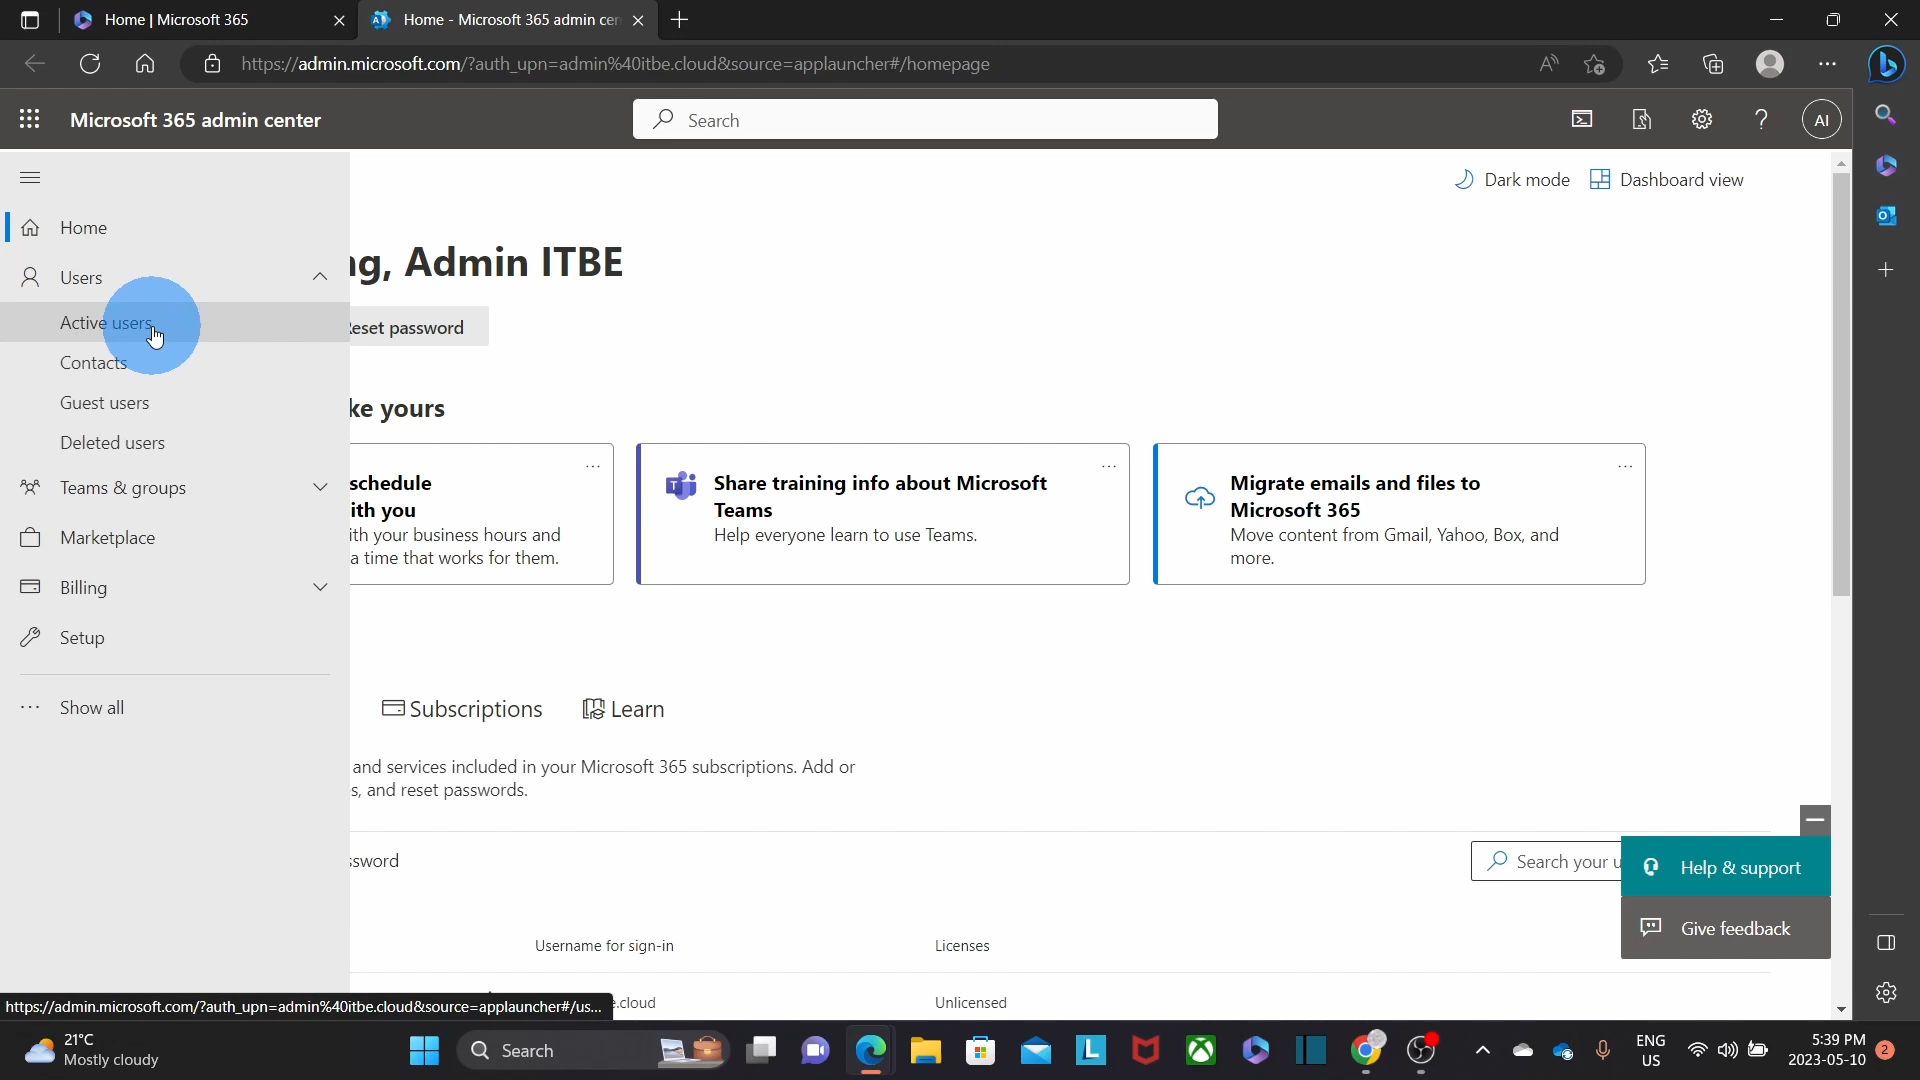 Home | Microsoft 365
Home - Microsoft 365 admin cen
https://admin.microsoft.com/?auth_upn=admin%40itbe.cloud&source=applauncher#/homepage
Microsoft 365 admin center
Search
AI
Home
Users
Active users
Contacts
Guest users
Deleted users
Teams & groups
Marketplace
Billing
Setup
Show all
Dark mode
Dashboard view
ng, Admin ITBE
Reset password
ke yours
schedule
ith you
ith your business hours and
a time that works for them.
Share training info about Microsoft
Teams
Help everyone learn to use Teams.
Migrate emails and files to
Microsoft 365
Move content from Gmail, Yahoo, Box, and
more.
Subscriptions
Learn
and services included in your Microsoft 365 subscriptions. Add or
s, and reset passwords.
ssword
Search your u
Help & support
Give feedback
Username for sign-in
Licenses
e.cloud
Unlicensed
https://admin.microsoft.com/?auth_upn=admin%40itbe.cloud&source=applauncher#/us...
21°C
Mostly cloudy
Search
ENG
US
5:39 PM
2023-05-10
2